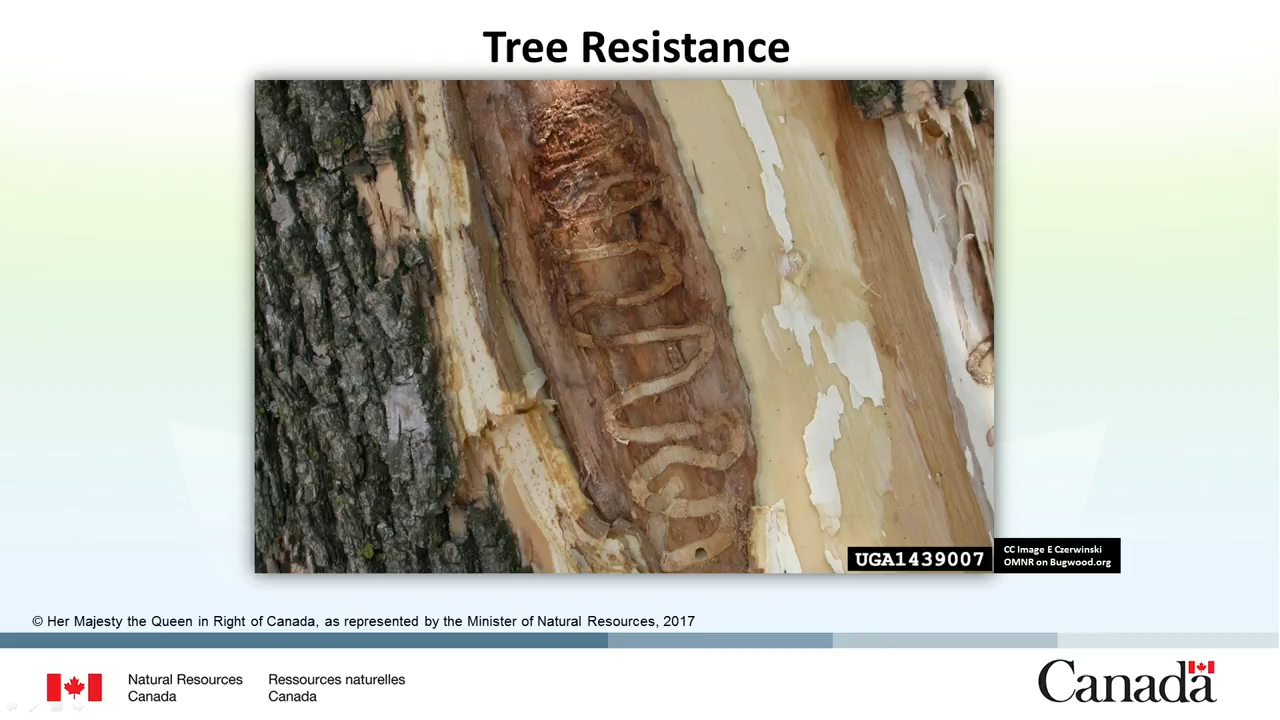 Tree Resistance
UGA1439007
CC Image E Czerwinski
OMNR on Bugwood.org
© Her Majesty the Queen in Right of Canada, as represented by the Minister of Natural Resources, 2017
Natural Resources
Canada
Ressources naturelles
Canada
Canada